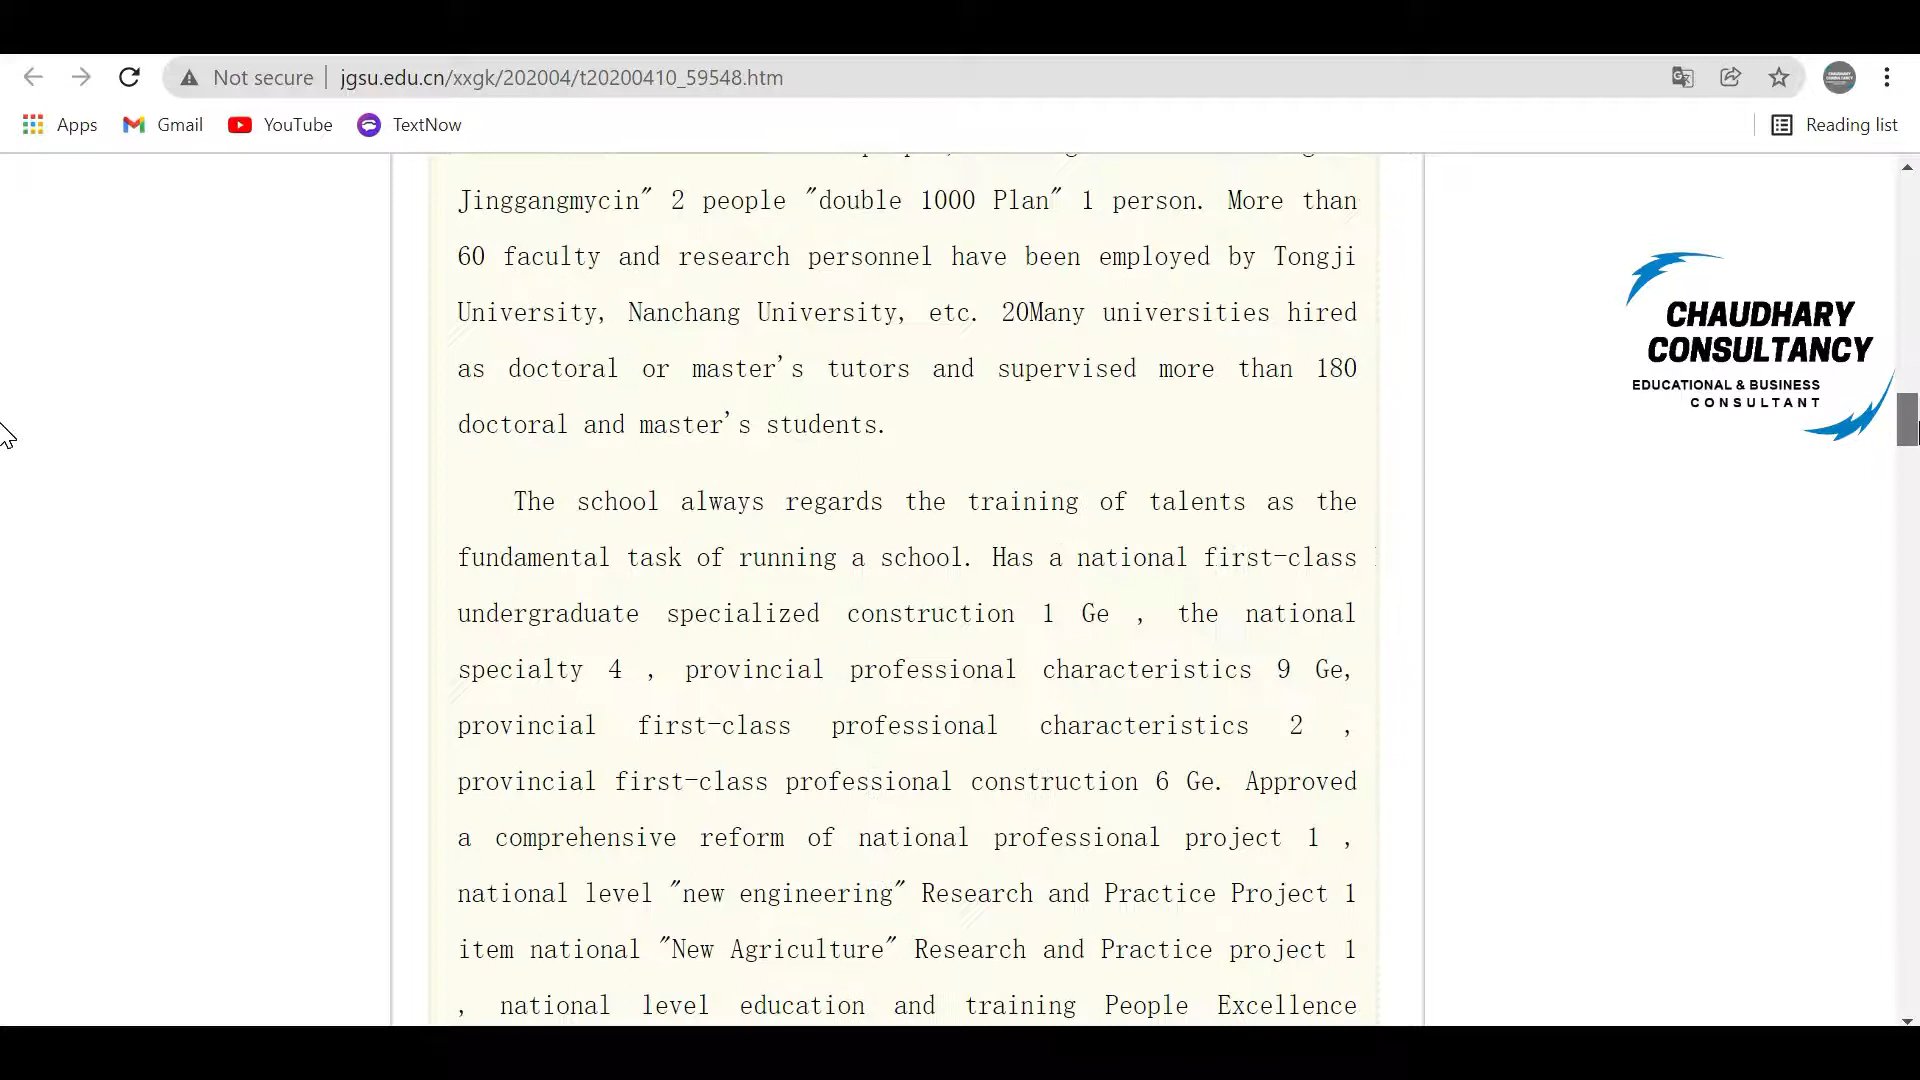 Not secure
jgsu.edu.cn/xxgk/202004/t20200410_59548.htm
Apps
Gmail
YouTube
TextNow
Reading list
Jinggangmycin" 2 people "double 1000 Plan" 1 person. More than
60 faculty and research personnel have been employed by Tongji
University, Nanchang University, etc. 20Many universities hired
as doctoral or master's tutors and supervised more than 180
doctoral and master's students.
The school always regards the training of talents as the
fundamental task of running a school. Has a national first-class
undergraduate specialized construction 1 Ge , the national
specialty 4 , provincial professional characteristics 9 Ge,
provincial first-class professional characteristics 2 ,
provincial first-class professional construction 6 Ge. Approved
a comprehensive reform of national professional project 1 ,
national level "new engineering" Research and Practice Project 1
item national "New Agriculture" Research and Practice project 1
, national level education and training People Excellence
CHAUDHARY
CONSULTANCY
EDUCATIONAL & BUSINESS
CONSULTANT